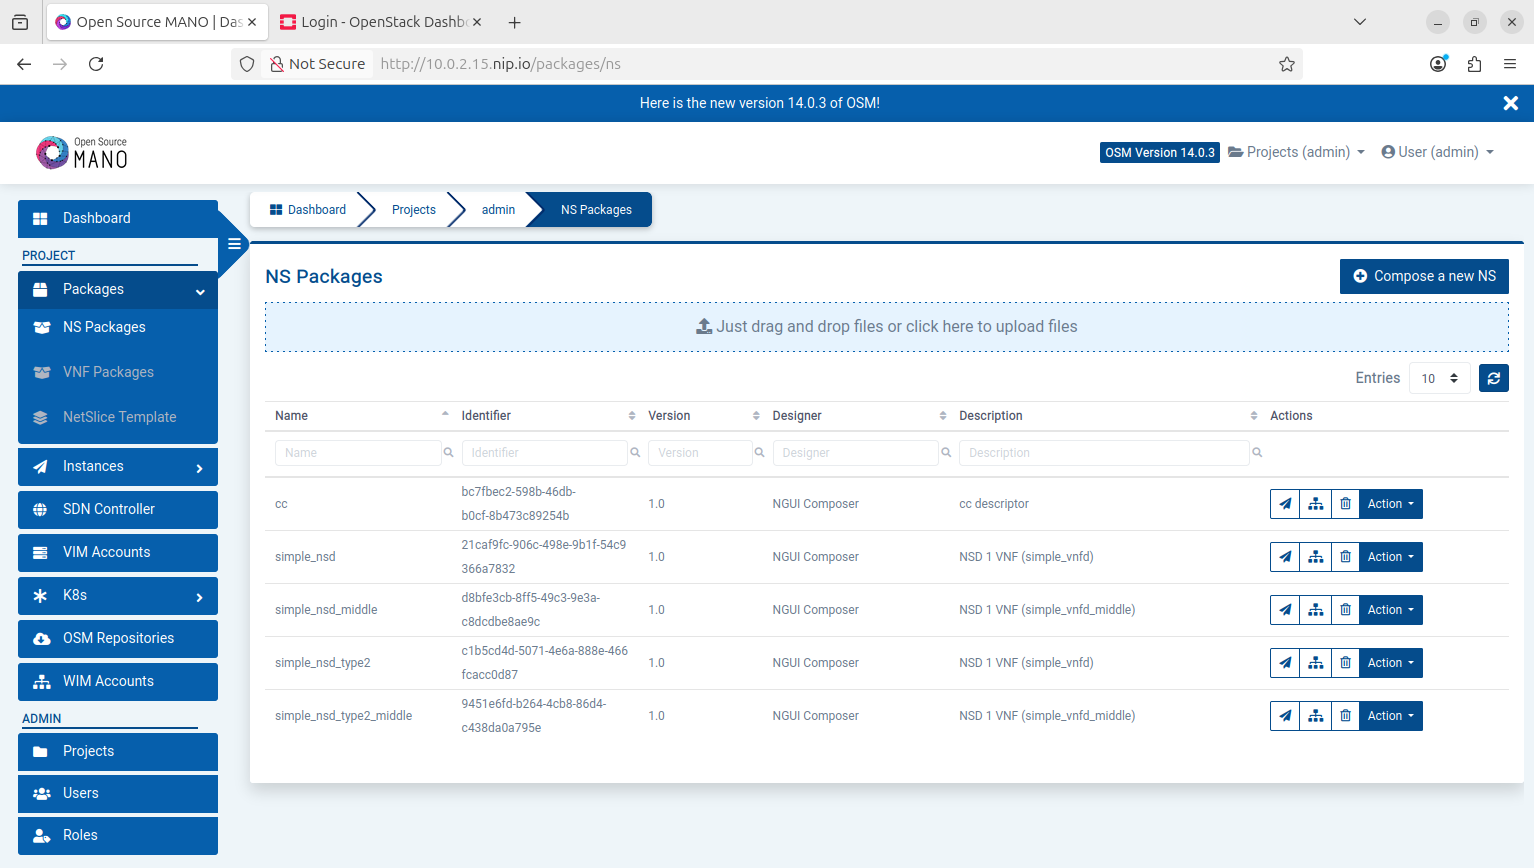 Open Source MANO | Das
Login - OpenStack Dashb
Not Secure
http://10.0.2.15.nip.io/packages/ns
Here is the new version 14.0.3 of OSM!
Open Source
MANO
OSM Version 14.0.3
Projects (admin)
User (admin)
Dashboard
PROJECT
Packages
NS Packages
VNF Packages
NetSlice Template
Instances
SDN Controller
VIM Accounts
K8s
OSM Repositories
WIM Accounts
ADMIN
Projects
Users
Roles
Dashboard Projects admin NS Packages
NS Packages
Compose a new NS
Just drag and drop files or click here to upload files
Entries 10
Name Identifier Version Designer Description Actions
Name Identifier Version Designer Description
cc bc7fbec2-598b-46db- 1.0 NGUI Composer cc descriptor Action
b0cf-8b473c89254b
simple_nsd 21caf9fc-906c-498e-9b1f-54c9 1.0 NGUI Composer NSD 1 VNF (simple_vnfd) Action
366a7832
simple_nsd_middle d8bfe3cb-8ff5-49c3-9e3a- 1.0 NGUI Composer NSD 1 VNF (simple_vnfd_middle) Action
c8dcdbe8ae9c
simple_nsd_type2 c1b5cd4d-5071-4e6a-888e-466 1.0 NGUI Composer NSD 1 VNF (simple_vnfd) Action
fcacc0d87
simple_nsd_type2_middle 9451e6fd-b264-4cb8-86d4- 1.0 NGUI Composer NSD 1 VNF (simple_vnfd_middle) Action
c438da0a795e